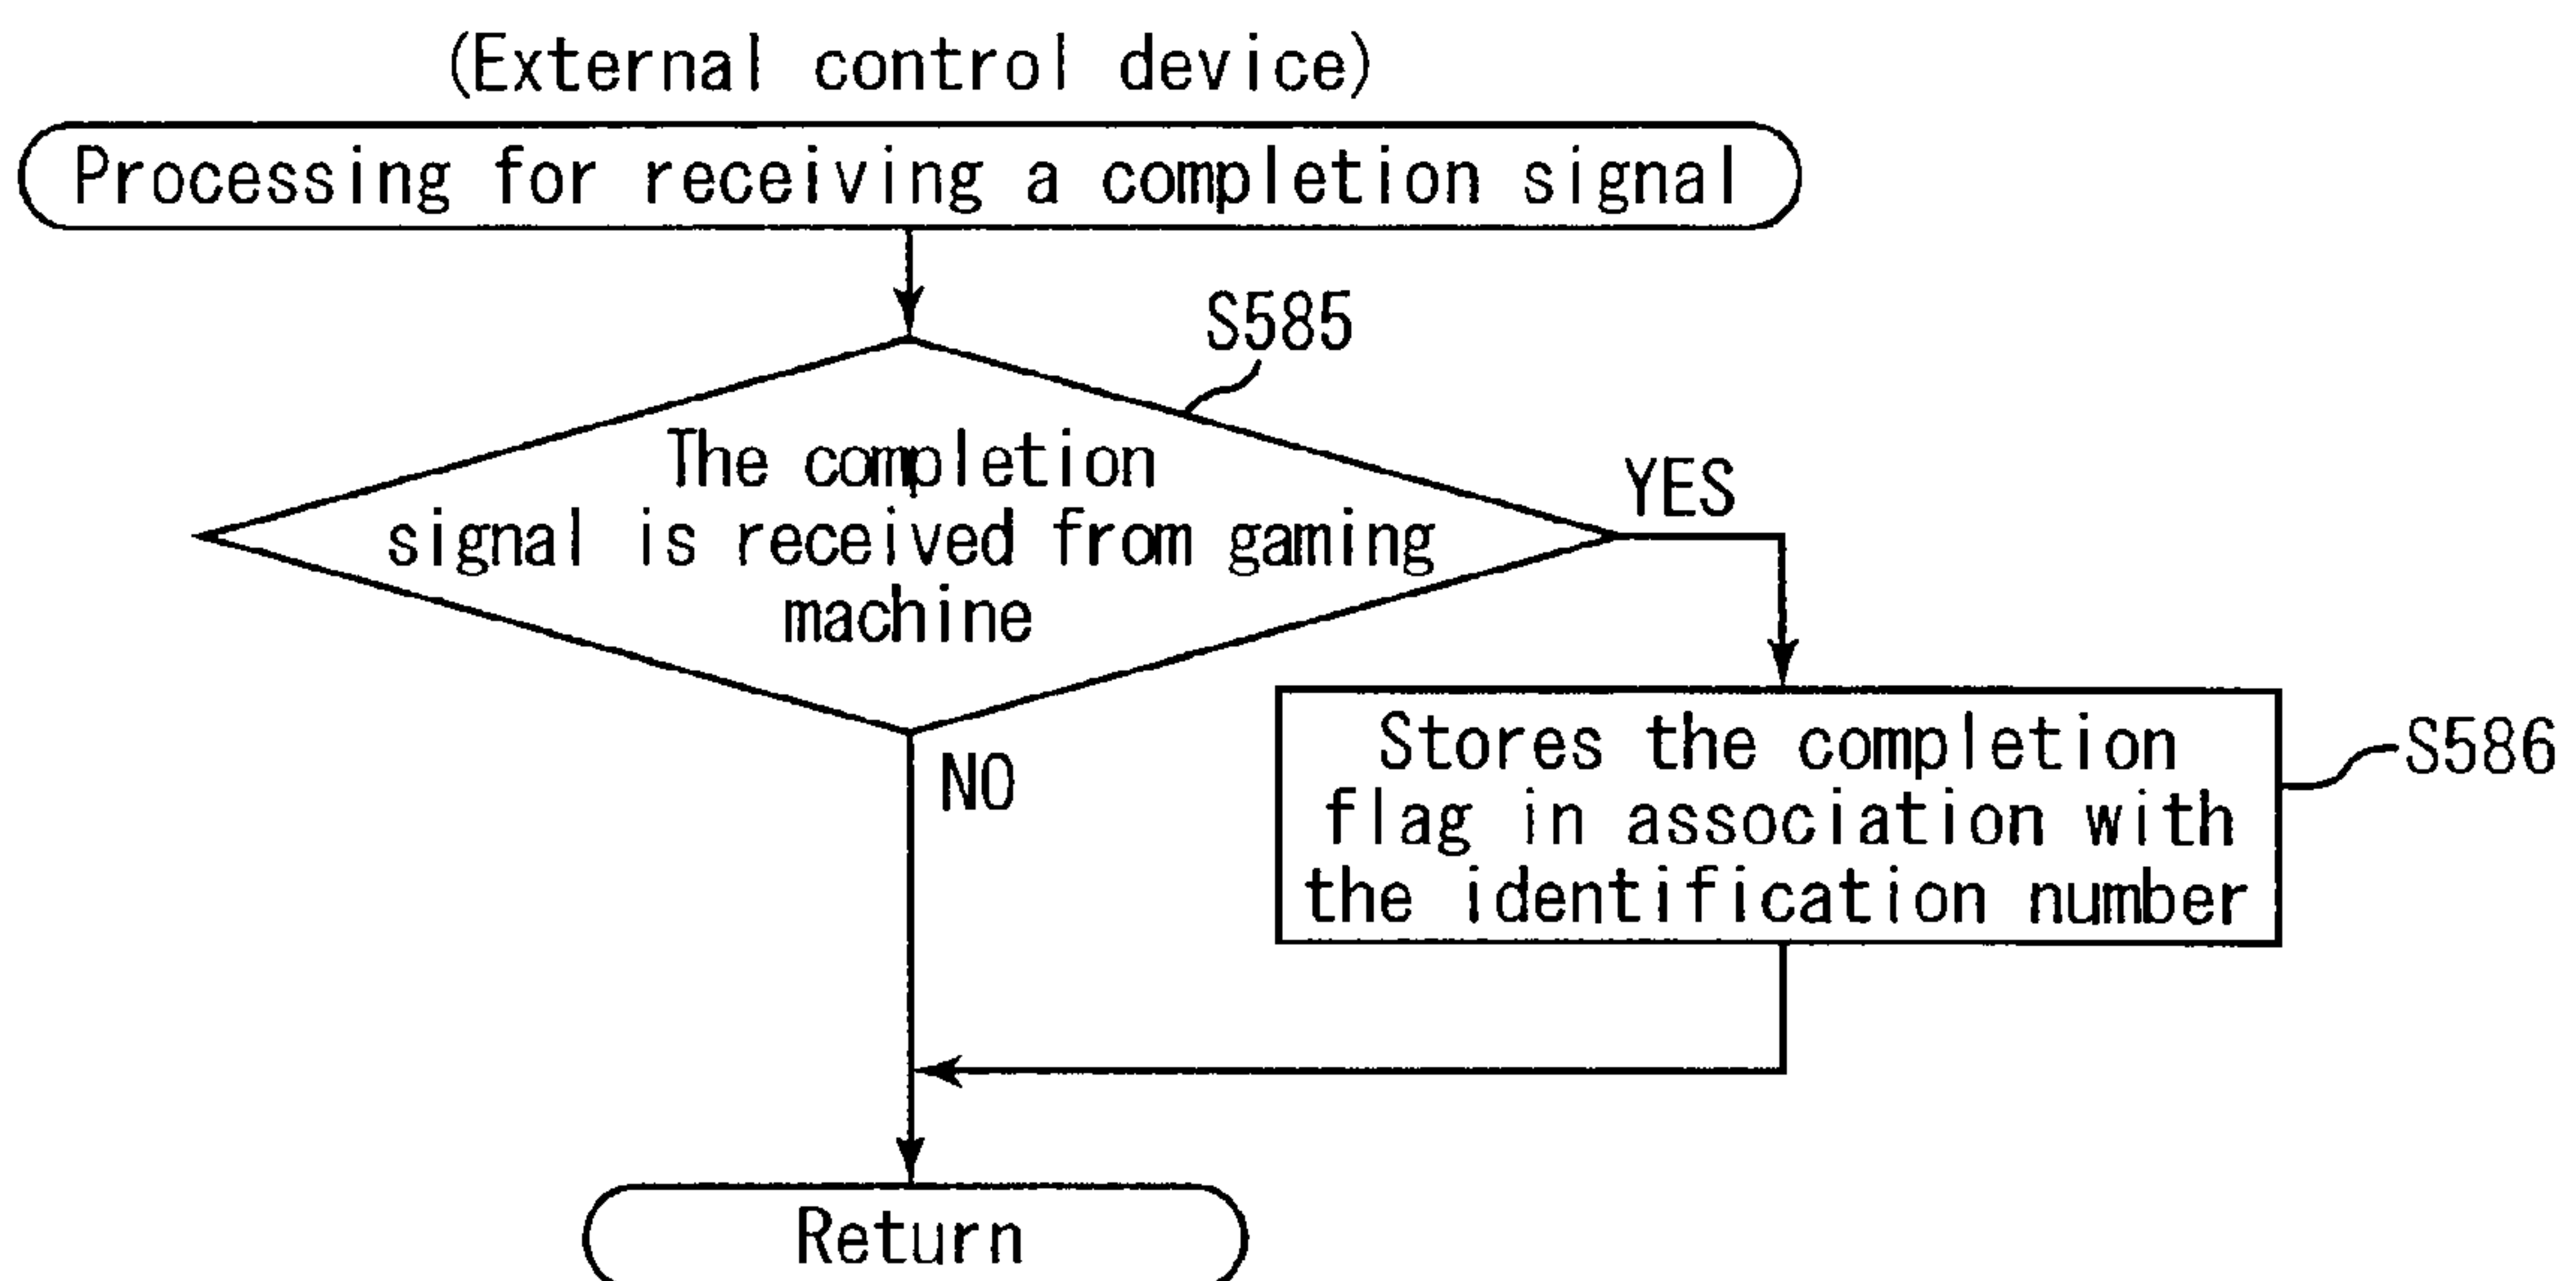 (External control device)
Processing for receiving a completion signal
S585
The completion
signal is received from gaming
machine
YES
NO
Stores the completion
flag in association with
the identification number
S586
Return